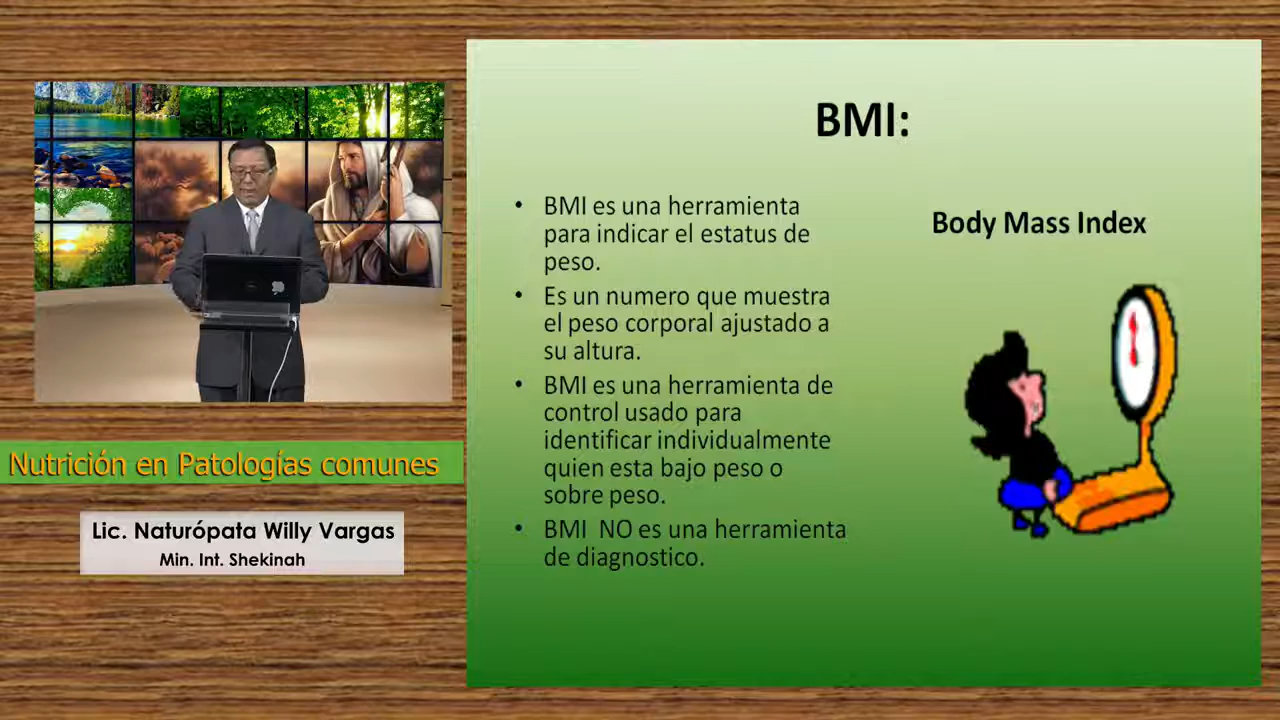 BMI:
• BMI es una herramienta
para indicar el estatus de
peso.
• Es un numero que muestra
el peso corporal ajustado a
su altura.
• BMI es una herramienta de
control usado para
identificar individualmente
quien esta bajo peso o
sobre peso.
• BMI NO es una herramienta
de diagnostico.
Body Mass Index
Nutrición en Patologías comunes
Lic. Naturópata Willy Vargas
Min. Int. Shekinah